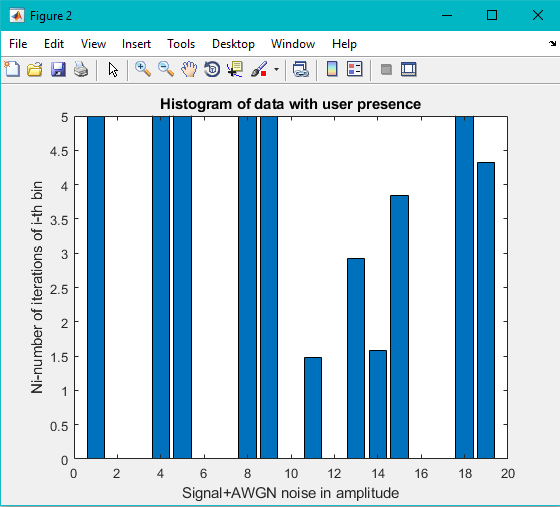 Figure 2
File Edit View Insert Tools Desktop Window Help
Histogram of data with user presence
Ni-number of iterations of i-th bin
5
4.5
4
3.5
3
2.5
2
1.5
1
0.5
0
0 2 4 6 8 10 12 14 16 18 20
Signal+AWGN noise in amplitude